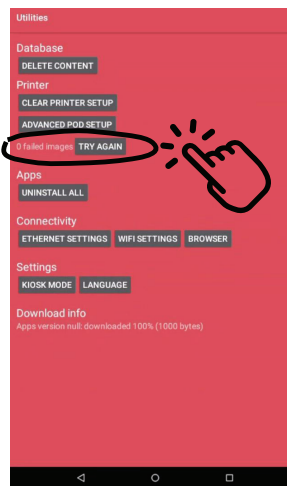 Utilities
Database
DELETE CONTENT
Printer
CLEAR PRINTER SETUP
ADVANCED POD SETUP
0 failed images TRY AGAIN
Apps
UNINSTALL ALL
Connectivity
ETHERNET SETTINGS WIFI SETTINGS BROWSER
Settings
KIOSK MODE LANGUAGE
Download info
Apps version null: downloaded 100% (1000 bytes)